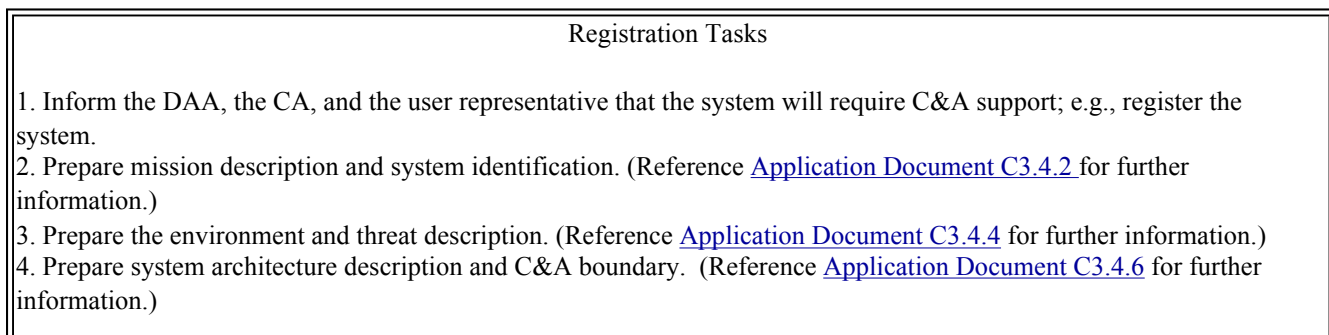 Registration Tasks
1. Inform the DAA, the CA, and the user representative that the system will require C&A support; e.g., register the
system.
2. Prepare mission description and system identification. (Reference Application Document C3.4.2 for further
information.)
3. Prepare the environment and threat description. (Reference Application Document C3.4.4 for further information.)
4. Prepare system architecture description and C&A boundary.  (Reference Application Document C3.4.6 for further
information.)